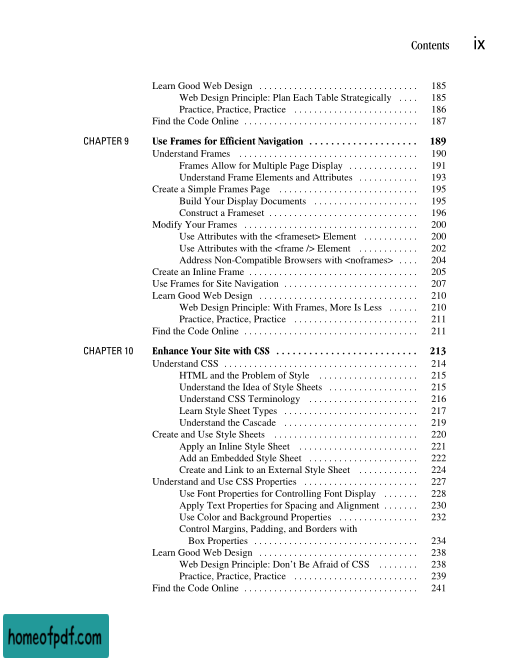 Contents ix
Learn Good Web Design . . . . . . . . . . . . . . . . . . . . . . . . . . . . . . . 185
Web Design Principle: Plan Each Table Strategically . . . . 185
Practice, Practice, Practice . . . . . . . . . . . . . . . . . . . . . . . . 186
Find the Code Online . . . . . . . . . . . . . . . . . . . . . . . . . . . . . . . . . . 187
CHAPTER 9 Use Frames for Efficient Navigation . . . . . . . . . . . . . . . . . . . . 189
Understand Frames . . . . . . . . . . . . . . . . . . . . . . . . . . . . . . . . . . . 190
Frames Allow for Multiple Page Display . . . . . . . . . . . . . . 191
Understand Frame Elements and Attributes . . . . . . . . . . . . 193
Create a Simple Frames Page . . . . . . . . . . . . . . . . . . . . . . . . . . . 195
Build Your Display Documents . . . . . . . . . . . . . . . . . . . . 195
Construct a Frameset . . . . . . . . . . . . . . . . . . . . . . . . . . . . . 196
Modify Your Frames . . . . . . . . . . . . . . . . . . . . . . . . . . . . . . . . . . 200
Use Attributes with the <frameset> Element . . . . . . . . . . . 200
Use Attributes with the <frame /> Element . . . . . . . . . . . . 202
Address Non-Compatible Browsers with <noframes> . . . . 204
Create an Inline Frame . . . . . . . . . . . . . . . . . . . . . . . . . . . . . . . . . 205
Use Frames for Site Navigation . . . . . . . . . . . . . . . . . . . . . . . . . . 207
Learn Good Web Design . . . . . . . . . . . . . . . . . . . . . . . . . . . . . . . 210
Web Design Principle: With Frames, More Is Less . . . . . . 210
Practice, Practice, Practice . . . . . . . . . . . . . . . . . . . . . . . . 211
Find the Code Online . . . . . . . . . . . . . . . . . . . . . . . . . . . . . . . . . . 211
CHAPTER 10 Enhance Your Site with CSS . . . . . . . . . . . . . . . . . . . . . . . . . . 213
Understand CSS . . . . . . . . . . . . . . . . . . . . . . . . . . . . . . . . . . . . . . 214
HTML and the Problem of Style . . . . . . . . . . . . . . . . . . . 215
Understand the Idea of Style Sheets . . . . . . . . . . . . . . . . . 215
Understand CSS Terminology . . . . . . . . . . . . . . . . . . . . . 216
Learn Style Sheet Types . . . . . . . . . . . . . . . . . . . . . . . . . . 217
Understand the Cascade . . . . . . . . . . . . . . . . . . . . . . . . . . 219
Create and Use Style Sheets . . . . . . . . . . . . . . . . . . . . . . . . . . . . 220
Apply an Inline Style Sheet . . . . . . . . . . . . . . . . . . . . . . . 221
Add an Embedded Style Sheet . . . . . . . . . . . . . . . . . . . . . 222
Create and Link to an External Style Sheet . . . . . . . . . . . . 224
Understand and Use CSS Properties . . . . . . . . . . . . . . . . . . . . . . 227
Use Font Properties for Controlling Font Display . . . . . . . 228
Apply Text Properties for Spacing and Alignment . . . . . . . 230
Use Color and Background Properties . . . . . . . . . . . . . . . . 232
Control Margins, Padding, and Borders with
Box Properties . . . . . . . . . . . . . . . . . . . . . . . . . . . . . . . . 234
Learn Good Web Design . . . . . . . . . . . . . . . . . . . . . . . . . . . . . . . 238
Web Design Principle: Don't Be Afraid of CSS . . . . . . . . 238
Practice, Practice, Practice . . . . . . . . . . . . . . . . . . . . . . . . 239
Find the Code Online . . . . . . . . . . . . . . . . . . . . . . . . . . . . . . . . . . 241
homeofpdf.com